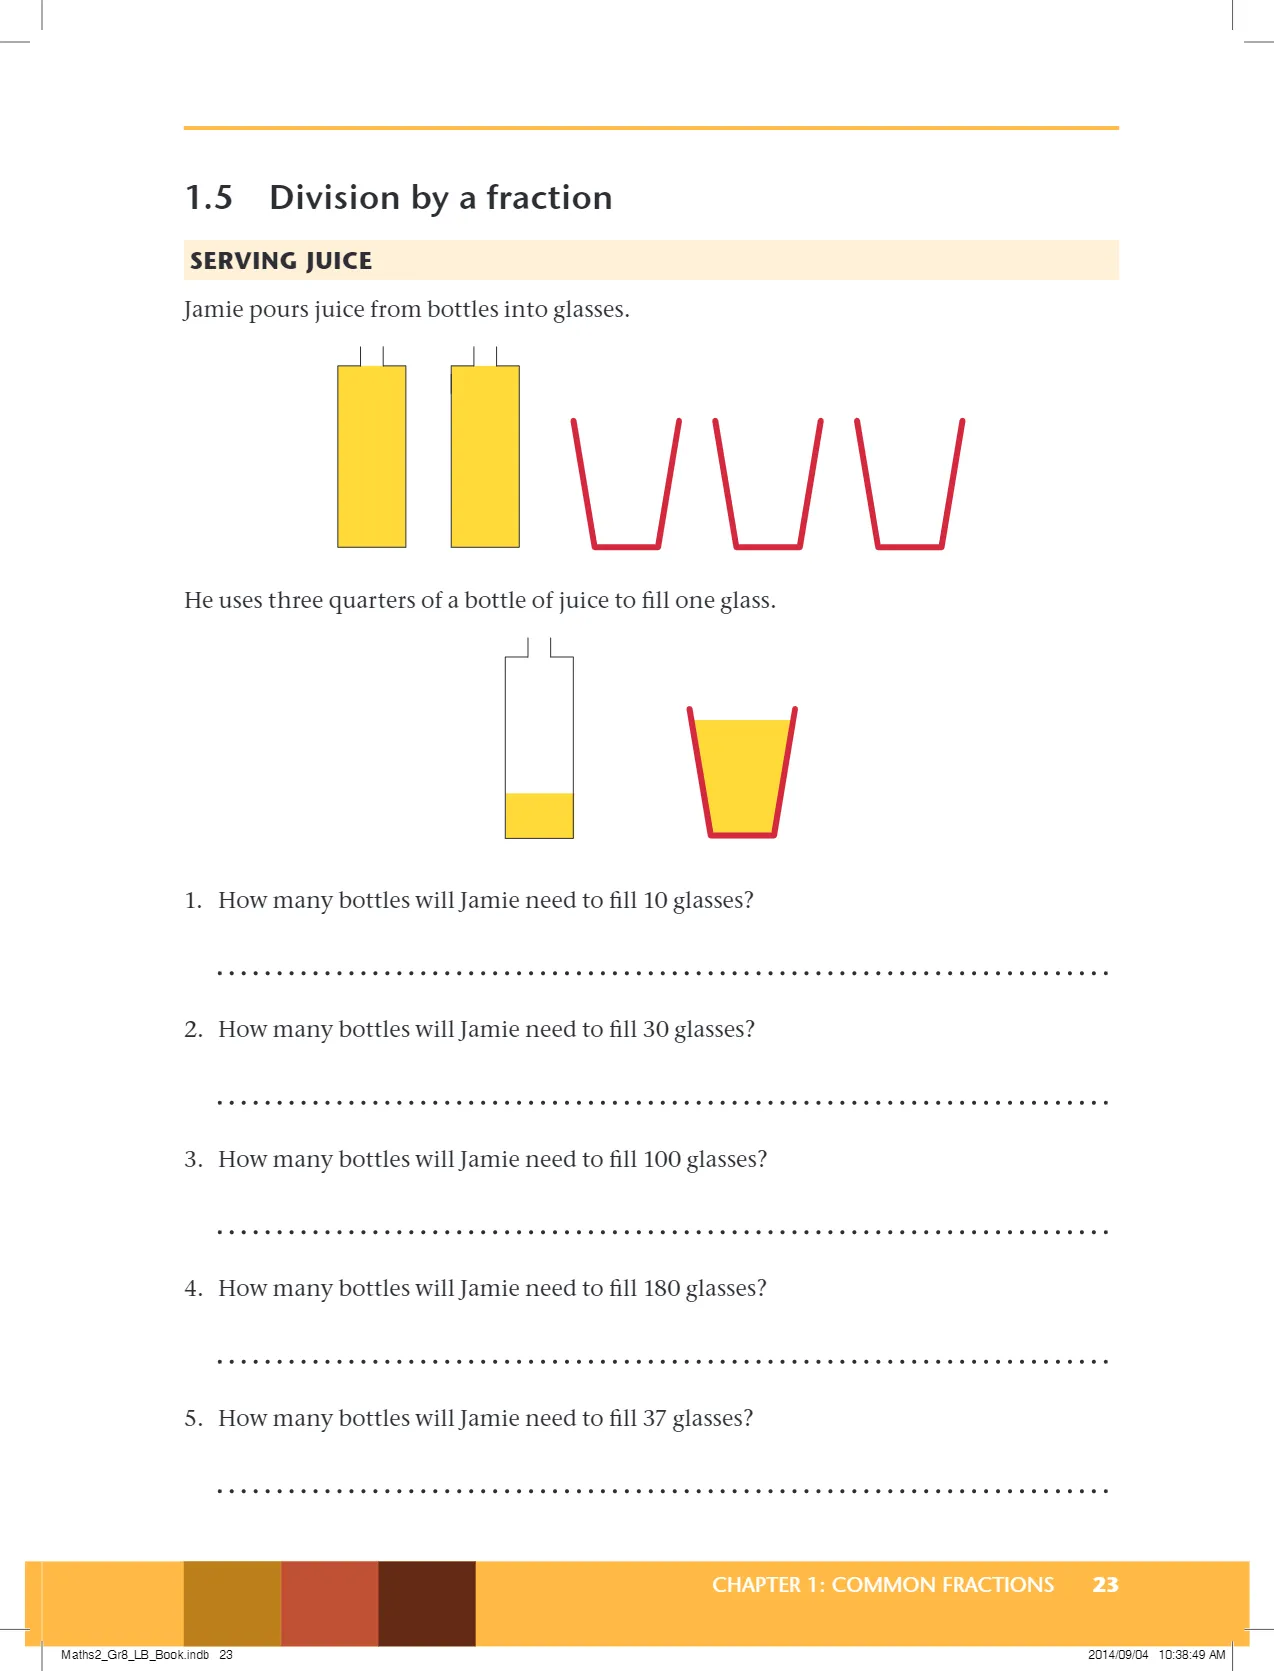 1.5 Division by a fraction
SERVING JUICE
Jamie pours juice from bottles into glasses.
He uses three quarters of a bottle of juice to fill one glass.
1. How many bottles will Jamie need to fill 10 glasses?
2. How many bottles will Jamie need to fill 30 glasses?
3. How many bottles will Jamie need to fill 100 glasses?
4. How many bottles will Jamie need to fill 180 glasses?
5. How many bottles will Jamie need to fill 37 glasses?
CHAPTER 1: COMMON FRACTIONS 23
Maths2_Gr8_LB_Book.indb 23 2014/09/04 10:38:49 AM